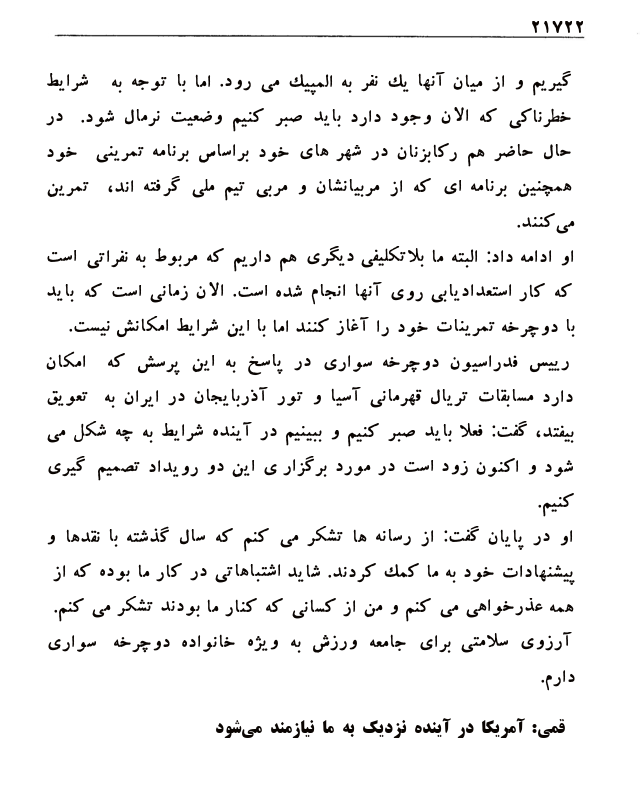 ۲۱۷۲۲
گیریم و از میان آنها یك نفر به المپیك می رود. اما با توجه به شرایط
خطرناکی که الان وجود دارد باید صبر کنیم وضعیت نرمال شود. در
حال حاضر هم رکابزنان در شهر های خود براساس برنامه تمرینی خود
همچنین برنامه ای که از مربیانشان و مربی تیم ملی گرفته اند، تمرین
می‌کنند.
او ادامه داد: البته ما بلاتکلیفی دیگری هم داریم که مربوط به نفراتی است
که کار استعدادیابی روی آنها انجام شده است. الان زمانی است که باید
با دوچرخه تمرینات خود را آغاز کنند اما با این شرایط امکانش نیست.
رییس فدراسیون دوچرخه سواری در پاسخ به این پرسش که امکان
دارد مسابقات تریال قهرمانی آسیا و تور آذربایجان در ایران به تعویق
بیفتد، گفت: فعلا باید صبر کنیم و ببینیم در آینده شرایط به چه شکل می
شود و اکنون زود است در مورد برگزاری این دو رویداد تصمیم گیری
کنیم.
او در پایان گفت: از رسانه ها تشکر می کنم که سال گذشته با نقدها و
پیشنهادات خود به ما کمك کردند. شاید اشتباهاتی در کار ما بوده که از
همه عذرخواهی می کنم و من از کسانی که کنار ما بودند تشکر می کنم.
آرزوی سلامتی برای جامعه ورزش به ویژه خانواده دوچرخه سواری
دارم.
قمی: آمریکا در آینده نزدیک به ما نیازمند می‌شود